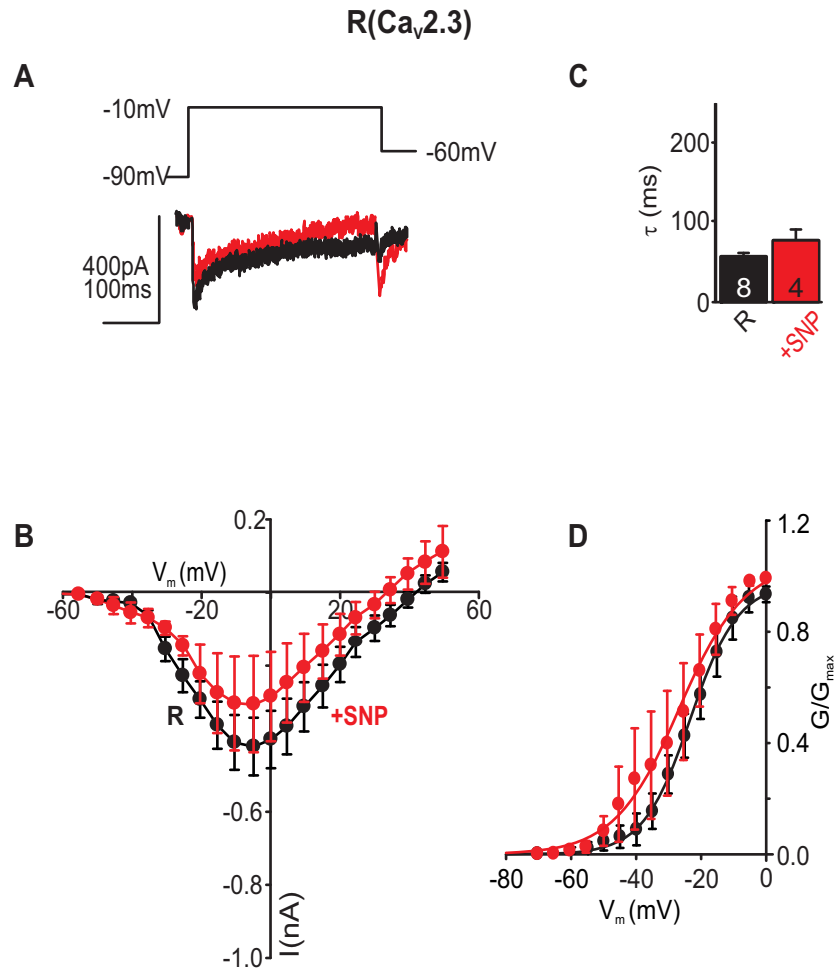 R(Cav2.3)
A
-10mV
-90mV
-60mV
400pA
100ms
C
200
100
0
τ (ms)
8
4
R
+SNP
B
0.2
Vm(mV)
-60
-20
20
60
R
+SNP
-0.6
-0.8
-1.0
I(nA)
D
1.2
0.8
0.4
0.0
G/Gmax
-80
-60
-40
-20
0
Vm(mV)